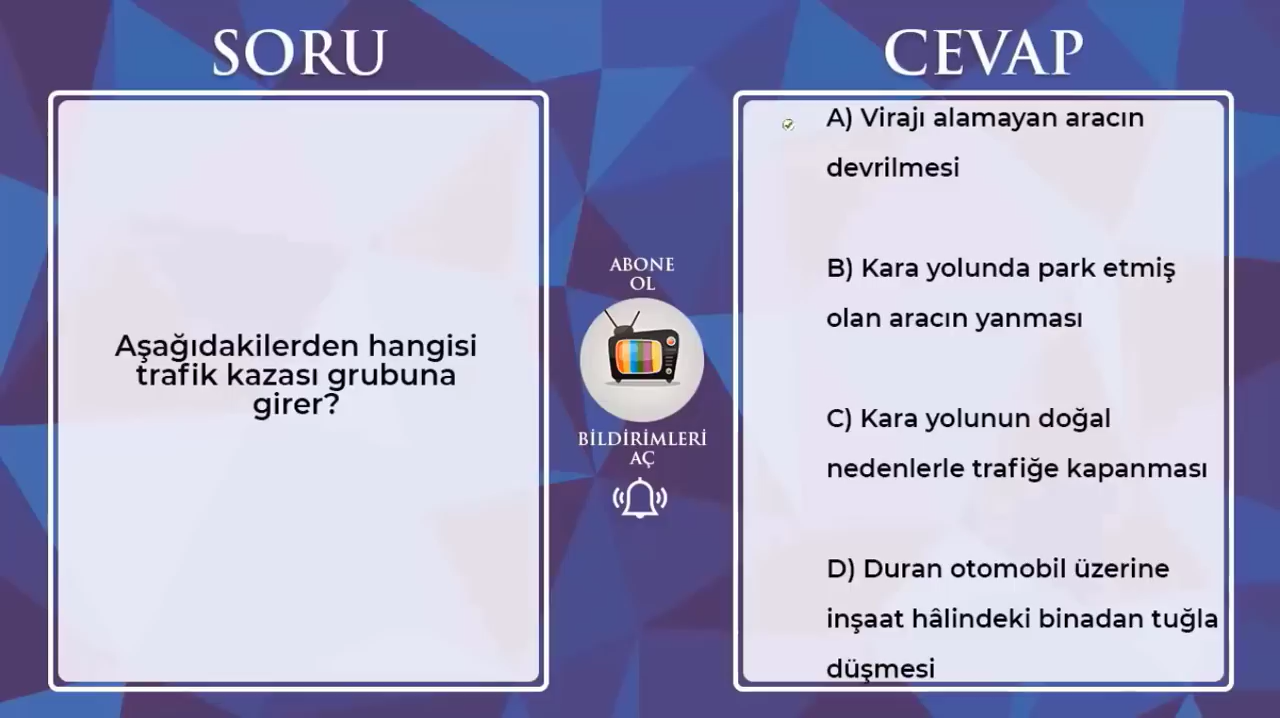 SORU
Aşağıdakilerden hangisi
trafik kazası grubuna
girer?
ABONE
OL
BİLDİRİMLERİ
AÇ
CEVAP
A) Virajı alamayan aracın
devrilmesi
B) Kara yolunda park etmiş
olan aracın yanması
C) Kara yolunun doğal
nedenlerle trafiğe kapanması
D) Duran otomobil üzerine
inşaat hâlindeki binadan tuğla
düşmesi